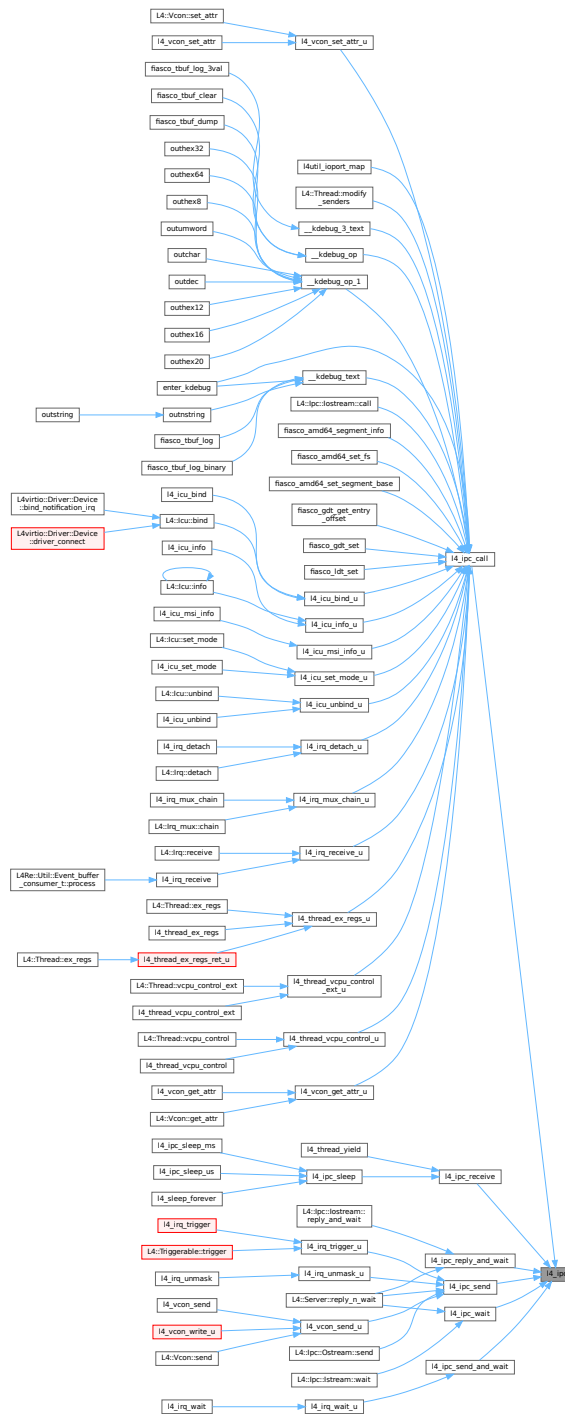 L4::Vcon::set_attr
l4_vcon_set_attr
l4_vcon_set_attr_u
fiasco_tbuf_log_3val
fiasco_tbuf_clear
fiasco_tbuf_dump
outhex32
outhex64
outhex8
outumword
outchar
outdec
outhex12
outhex16
outhex20
l4util_ioport_map
L4::Thread::modify
_senders
__kdebug_3_text
__kdebug_op
__kdebug_op_1
enter_kdebug
__kdebug_text
outstring
outnstring
fiasco_tbuf_log
fiasco_tbuf_log_binary
L4::Ipc::Iostream::call
fiasco_amd64_segment_info
fiasco_amd64_set_fs
fiasco_amd64_set_segment_base
fiasco_gdt_get_entry
_offset
fiasco_gdt_set
fiasco_ldt_set
l4_ipc_call
L4virtio::Driver::Device
::bind_notification_irq
L4virtio::Driver::Device
::driver_connect
l4_icu_bind
L4::Icu::bind
l4_icu_info
L4::Icu::info
l4_icu_msi_info
L4::Icu::set_mode
l4_icu_set_mode
L4::Icu::unbind
l4_icu_unbind
l4_irq_detach
L4::Irq::detach
l4_irq_mux_chain
L4::Irq_mux::chain
L4::Irq::receive
l4_irq_receive
L4Re::Util::Event_buffer
_consumer_t::process
l4_icu_bind_u
l4_icu_info_u
l4_icu_msi_info_u
l4_icu_set_mode_u
l4_icu_unbind_u
l4_irq_detach_u
l4_irq_mux_chain_u
l4_irq_receive_u
L4::Thread::ex_regs
l4_thread_ex_regs
L4::Thread::ex_regs
l4_thread_ex_regs_ret_u
l4_thread_ex_regs_u
L4::Thread::vcpu_control_ext
l4_thread_vcpu_control_ext
l4_thread_vcpu_control
_ext_u
L4::Thread::vcpu_control
l4_thread_vcpu_control
l4_thread_vcpu_control_u
l4_vcon_get_attr
L4::Vcon::get_attr
l4_vcon_get_attr_u
l4_ipc_sleep_ms
l4_ipc_sleep_us
l4_sleep_forever
l4_thread_yield
l4_ipc_sleep
l4_ipc_receive
L4::Ipc::Iostream::
reply_and_wait
l4_irq_trigger
L4::Triggerable::trigger
l4_irq_trigger_u
l4_irq_unmask
l4_irq_unmask_u
L4::Server::reply_n_wait
l4_vcon_send
l4_vcon_write_u
L4::Vcon::send
l4_vcon_send_u
L4::Ipc::Ostream::send
L4::Ipc::Istream::wait
l4_ipc_reply_and_wait
l4_ipc_send
l4_ipc_wait
l4_ipc_send_and_wait
l4_irq_wait
l4_irq_wait_u
l4_ipc